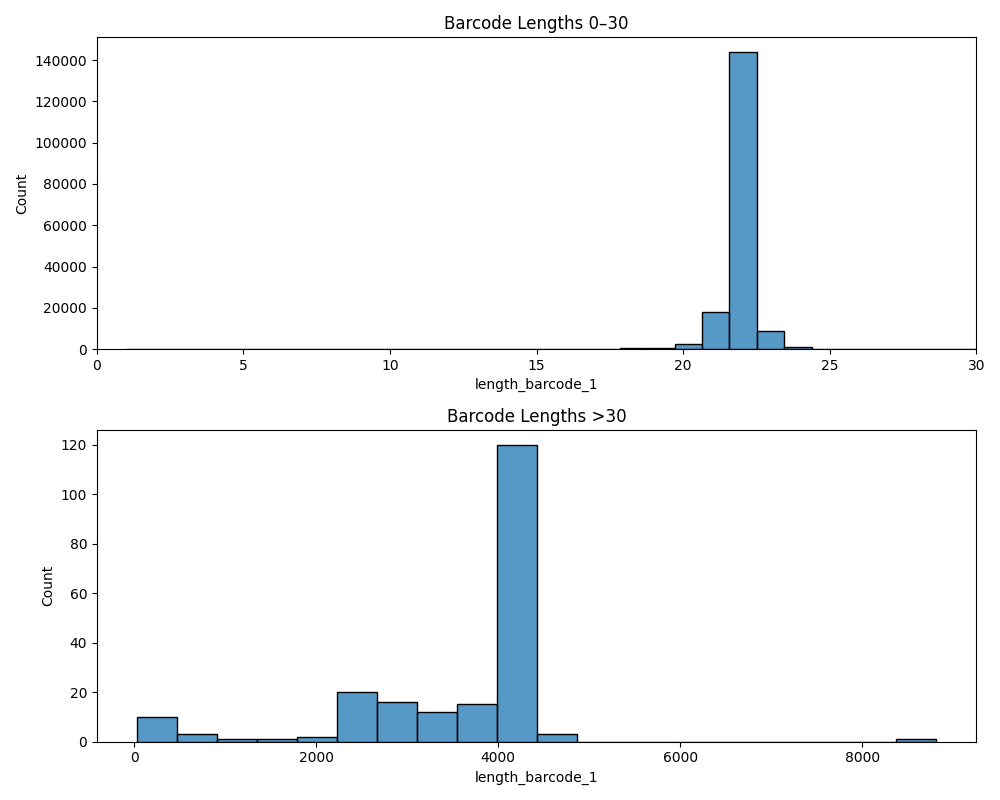 Barcode Lengths 0–30
140000
120000
100000
80000
60000
40000
20000
0
Count
0 5 10 15 20 25 30
length_barcode_1
Barcode Lengths >30
120
100
80
60
40
20
0
Count
0 2000 4000 6000 8000
length_barcode_1